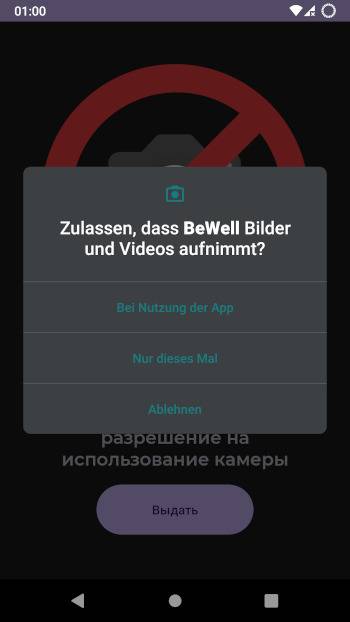 01:00
Zulassen, dass BeWell Bilder
und Videos aufnimmt?
Bei Nutzung der App
Nur dieses Mal
Ablehnen
разрешение на
использование камеры
Выдать